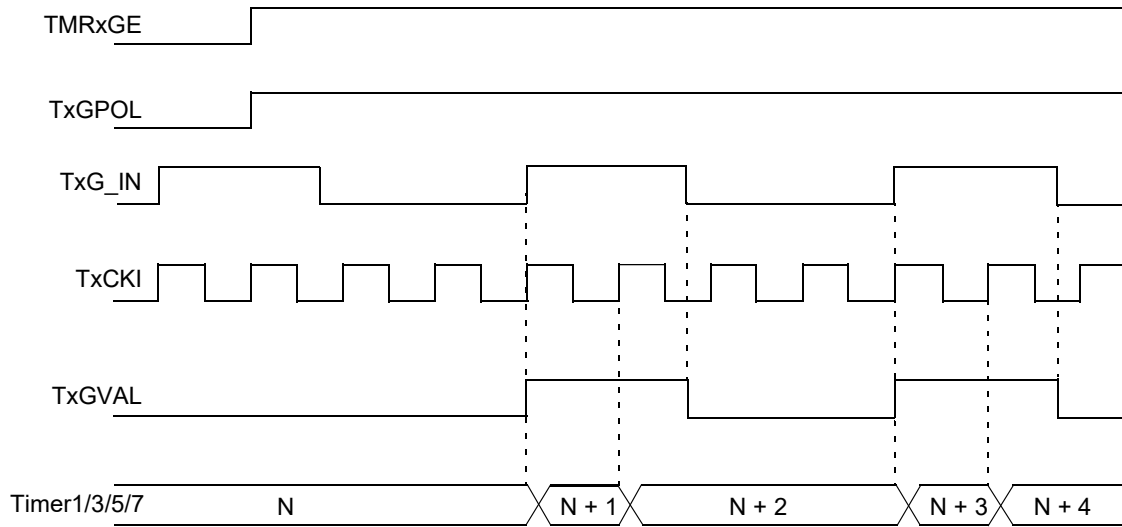 TMRxGE
TxGPOL
TxG_IN
TxCKI
TxGVAL
Timer1/3/5/7 N N + 1 N + 2 N + 3 N + 4